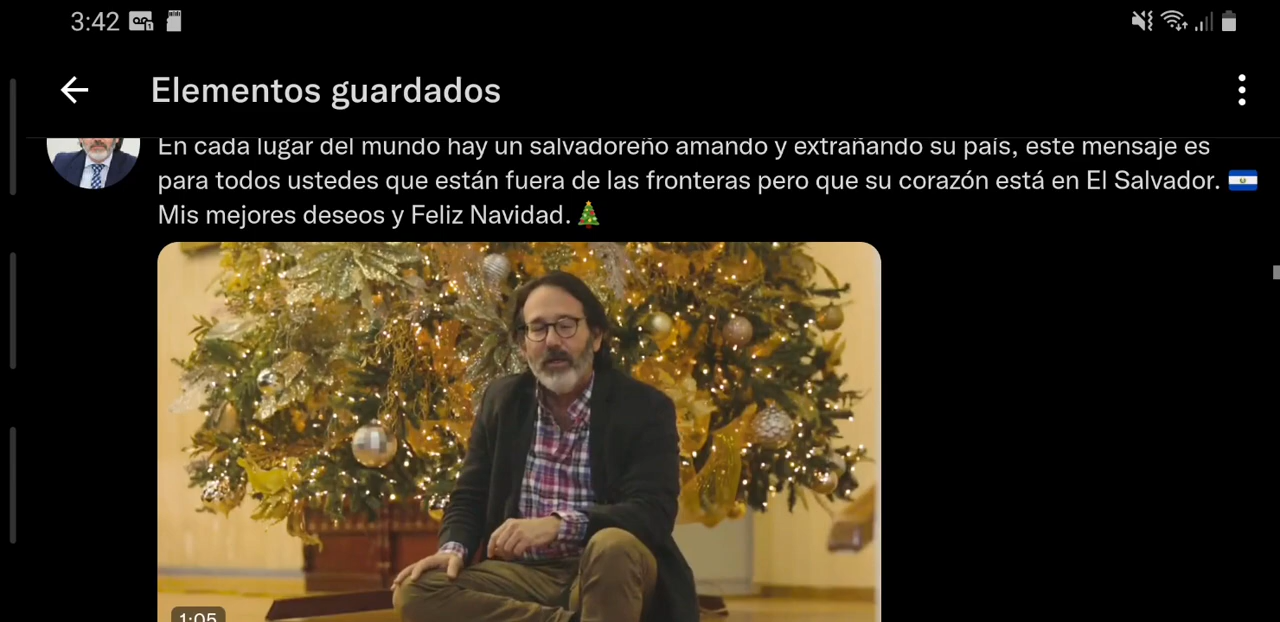 3:42
Elementos guardados
En cada lugar del mundo hay un salvadoreño amando y extrañando su país, este mensaje es
para todos ustedes que están fuera de las fronteras pero que su corazón está en El Salvador. 🇸🇻
Mis mejores deseos y Feliz Navidad.🎄
1:05